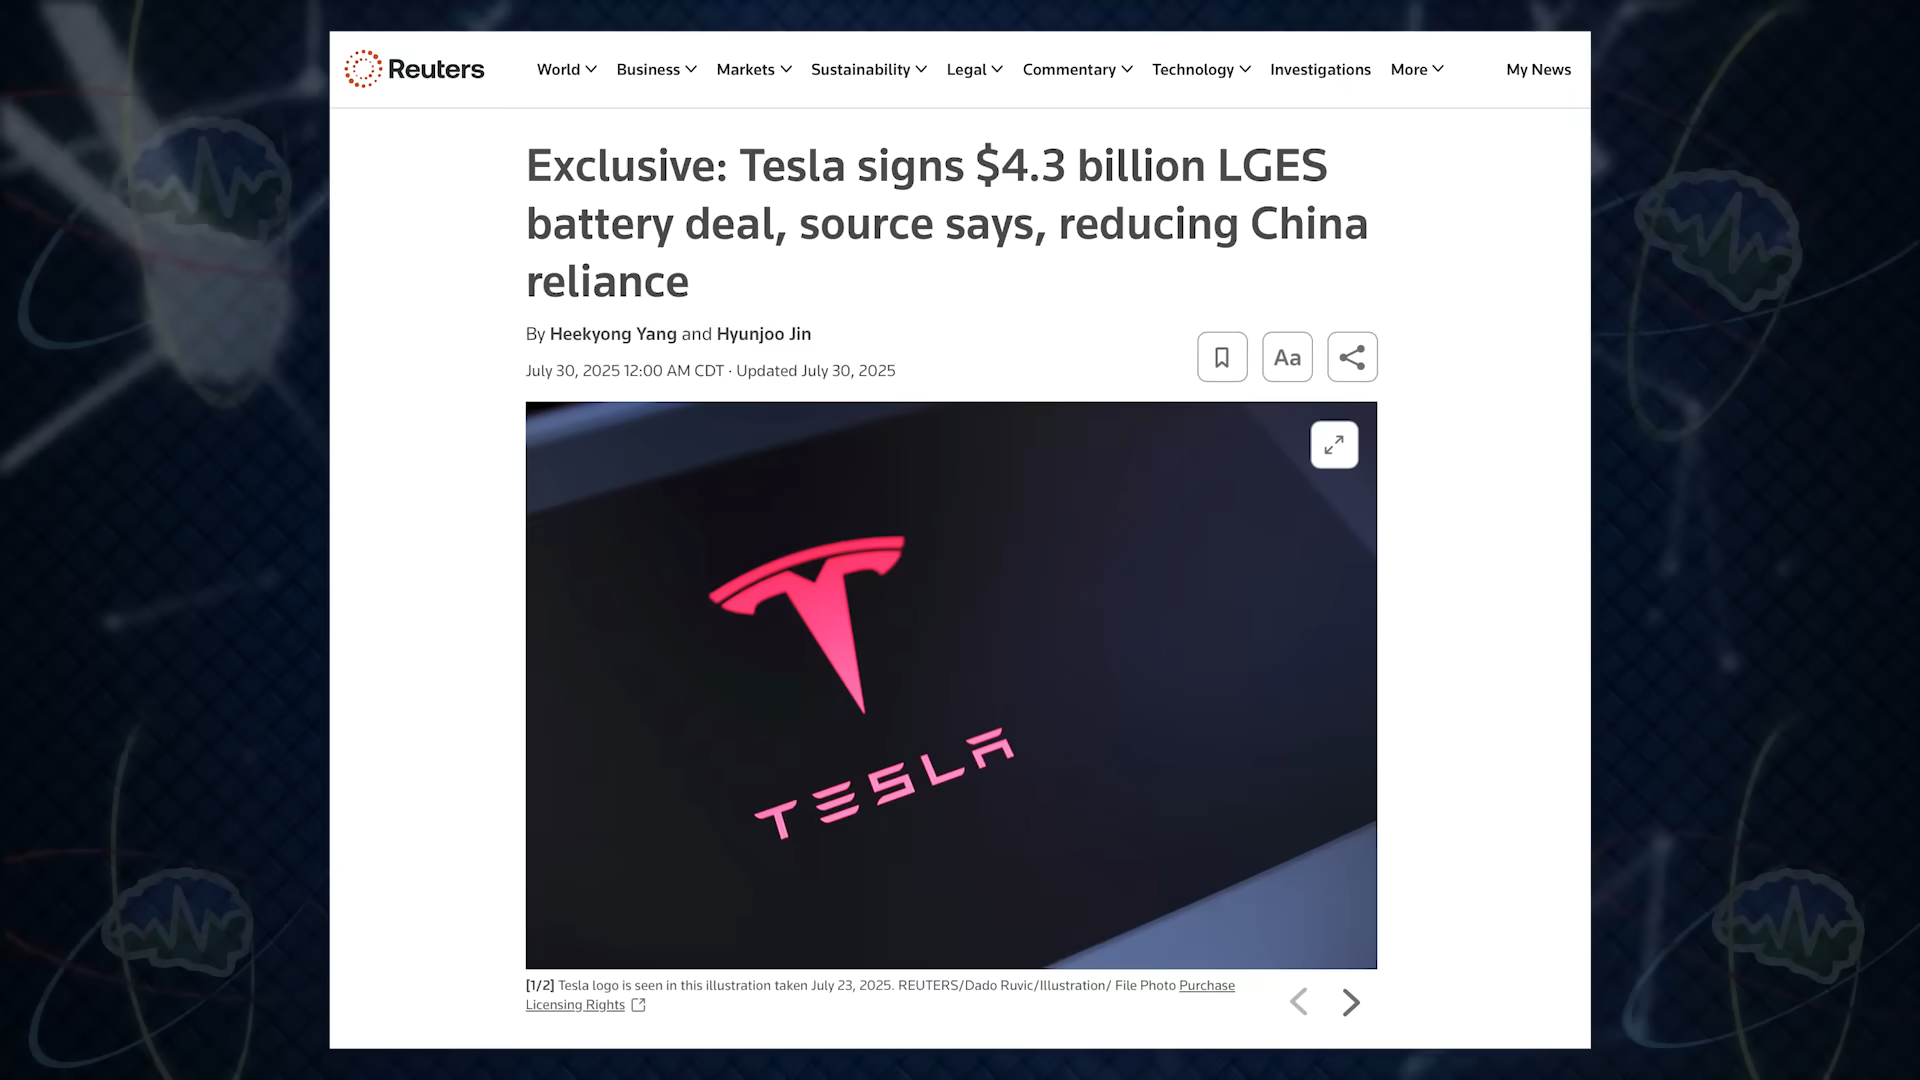 Reuters
World Business Markets Sustainability Legal Commentary Technology Investigations More My News
Exclusive: Tesla signs $4.3 billion LGES
battery deal, source says, reducing China
reliance
By Heekyong Yang and Hyunjoo Jin
July 30, 2025 12:00 AM CDT · Updated July 30, 2025
Aa
TESLA
[1/2] Tesla logo is seen in this illustration taken July 23, 2025. REUTERS/Dado Ruvic/Illustration/ File Photo Purchase
Licensing Rights